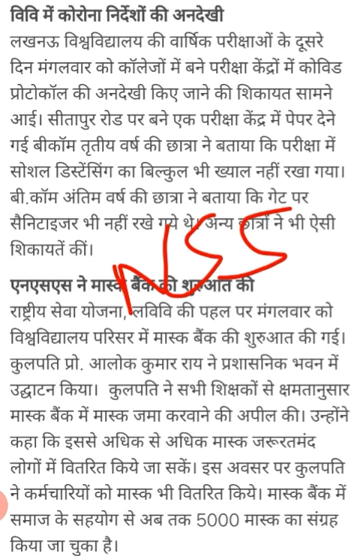 विवि में कोरोना निर्देशों की अनदेखी
लखनऊ विश्वविद्यालय की वार्षिक परीक्षाओं के दूसरे
दिन मंगलवार को कॉलेजों में बने परीक्षा केंद्रों में कोविड
प्रोटोकॉल की अनदेखी किए जाने की शिकायत सामने
आई। सीतापुर रोड पर बने एक परीक्षा केंद्र में पेपर देने
गई बीकॉम तृतीय वर्ष की छात्रा ने बताया कि परीक्षा में
सोशल डिस्टेंसिंग का बिल्कुल भी ख्याल नहीं रखा गया।
बी.कॉम अंतिम वर्ष की छात्रा ने बताया कि गेट पर
सैनिटाइजर भी नहीं रखे गये थे। अन्य छात्रों ने भी ऐसी
शिकायतें कीं।
NSS
एनएसएस ने मास्क बैंक की शुरुआत की
राष्ट्रीय सेवा योजना, लविवि की पहल पर मंगलवार को
विश्वविद्यालय परिसर में मास्क बैंक की शुरुआत की गई।
कुलपति प्रो. आलोक कुमार राय ने प्रशासनिक भवन में
उद्घाटन किया। कुलपति ने सभी शिक्षकों से क्षमतानुसार
मास्क बैंक में मास्क जमा करवाने की अपील की। उन्होंने
कहा कि इससे अधिक से अधिक मास्क जरूरतमंद
लोगों में वितरित किये जा सकें। इस अवसर पर कुलपति
ने कर्मचारियों को मास्क भी वितरित किये। मास्क बैंक में
समाज के सहयोग से अब तक 5000 मास्क का संग्रह
किया जा चुका है।